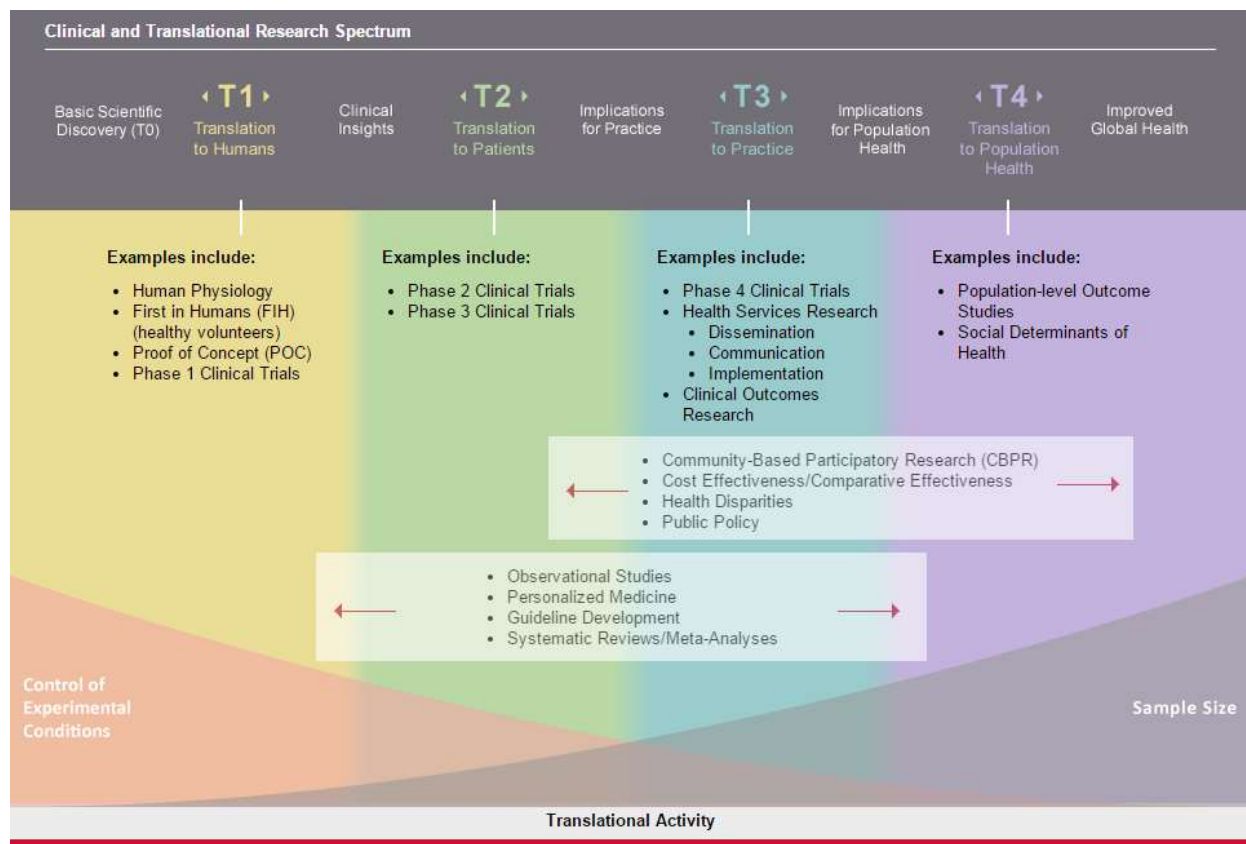 Clinical and Translational Research Spectrum
Basic Scientific
Discovery (T0)
T1
Translation
to Humans
Clinical
Insights
T2
Translation
to Patients
Implications
for Practice
T3
Translation
to Practice
Implications
for Population
Health
T4
Translation
to Population
Health
Improved
Global Health
Examples include:
• Human Physiology
• First in Humans (FIH)
(healthy volunteers)
• Proof of Concept (POC)
• Phase 1 Clinical Trials
Examples include:
• Phase 2 Clinical Trials
• Phase 3 Clinical Trials
Examples include:
• Phase 4 Clinical Trials
• Health Services Research
• Dissemination
• Communication
• Implementation
• Clinical Outcomes
Research
Examples include:
• Population-level Outcome
Studies
• Social Determinants of
Health
• Community-Based Participatory Research (CBPR)
• Cost Effectiveness/Comparative Effectiveness
• Health Disparities
• Public Policy
• Observational Studies
• Personalized Medicine
• Guideline Development
• Systematic Reviews/Meta-Analyses
Control of
Experimental
Conditions
Sample Size
Translational Activity